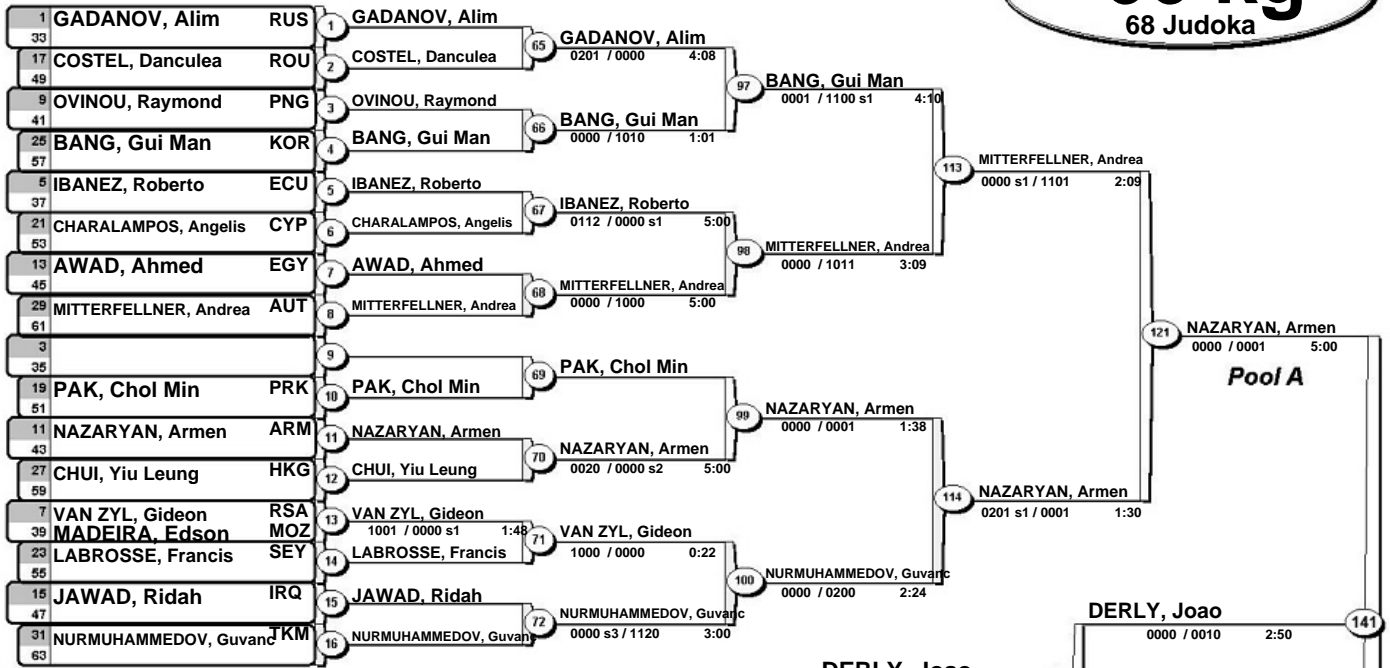 68 Judoka
1 GADANOV, Alim RUS
33
17 COSTEL, Danculea ROU
49
9 OVINOU, Raymond PNG
41
25 BANG, Gui Man KOR
57
5 IBANEZ, Roberto ECU
37
21 CHARALAMPOS, Angelis CYP
53
13 AWAD, Ahmed EGY
45
29 MITTERFELLNER, Andrea AUT
61
3
35
19 PAK, Chol Min PRK
51
11 NAZARYAN, Armen ARM
43
27 CHUI, Yiu Leung HKG
59
7 VAN ZYL, Gideon RSA
39 MADEIRA, Edson MOZ
23 LABROSSE, Francis SEY
55
15 JAWAD, Ridah IRQ
47
31 NURMUHAMMEDOV, Guvanc TKM
63
1 GADANOV, Alim
2 COSTEL, Danculea
3 OVINOU, Raymond
4 BANG, Gui Man
5 IBANEZ, Roberto
6 CHARALAMPOS, Angelis
7 AWAD, Ahmed
8 MITTERFELLNER, Andrea
9
10 PAK, Chol Min
11 NAZARYAN, Armen
12 CHUI, Yiu Leung
13 VAN ZYL, Gideon
1001 / 0000 s1 1:48
14 LABROSSE, Francis
15 JAWAD, Ridah
16 NURMUHAMMEDOV, Guvanc
65 GADANOV, Alim
0201 / 0000 4:08
66 BANG, Gui Man
0000 / 1010 1:01
67 IBANEZ, Roberto
0112 / 0000 s1 5:00
68 MITTERFELLNER, Andrea
0000 / 1000 5:00
69 PAK, Chol Min
70 NAZARYAN, Armen
0020 / 0000 s2 5:00
71 VAN ZYL, Gideon
1000 / 0000 0:22
72 NURMUHAMMEDOV, Guvanc
0000 s3 / 1120 3:00
97 BANG, Gui Man
0001 / 1100 s1 4:10
98 MITTERFELLNER, Andrea
0000 / 1011 3:09
99 NAZARYAN, Armen
0000 / 0001 1:38
100 NURMUHAMMEDOV, Guvanc
0000 / 0200 2:24
113 MITTERFELLNER, Andrea
0000 s1 / 1101 2:09
114 NAZARYAN, Armen
0201 s1 / 0001 1:30
121 NAZARYAN, Armen
0000 / 0001 5:00
Pool A
DERLY, Joao
0000 / 0010 2:50
141